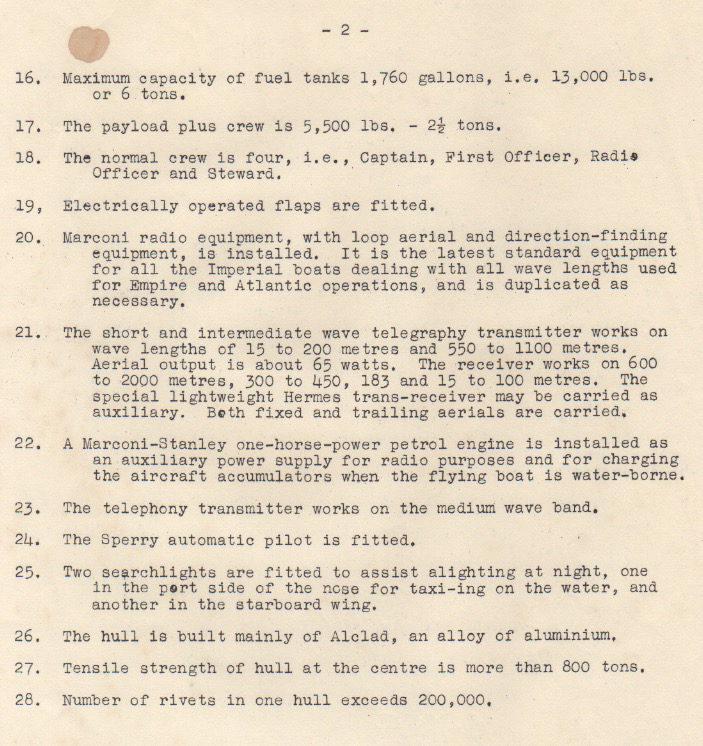 - 2 -
16. Maximum capacity of fuel tanks 1,760 gallons, i.e. 13,000 lbs.
or 6 tons.
17. The payload plus crew is 5,500 lbs. - 2½ tons.
18. The normal crew is four, i.e., Captain, First Officer, Radio
Officer and Steward.
19, Electrically operated flaps are fitted.
20. Marconi radio equipment, with loop aerial and direction-finding
equipment, is installed. It is the latest standard equipment
for all the Imperial boats dealing with all wave lengths used
for Empire and Atlantic operations, and is duplicated as
necessary.
21. The short and intermediate wave telegraphy transmitter works on
wave lengths of 15 to 200 metres and 550 to 1100 metres.
Aerial output is about 65 watts. The receiver works on 600
to 2000 metres, 300 to 450, 183 and 15 to 100 metres. The
special lightweight Hermes trans-receiver may be carried as
auxiliary. Both fixed and trailing aerials are carried.
22. A Marconi-Stanley one-horse-power petrol engine is installed as
an auxiliary power supply for radio purposes and for charging
the aircraft accumulators when the flying boat is water-borne.
23. The telephony transmitter works on the medium wave band.
24. The Sperry automatic pilot is fitted.
25. Two searchlights are fitted to assist alighting at night, one
in the port side of the nose for taxi-ing on the water, and
another in the starboard wing.
26. The hull is built mainly of Alclad, an alloy of aluminium.
27. Tensile strength of hull at the centre is more than 800 tons.
28. Number of rivets in one hull exceeds 200,000.